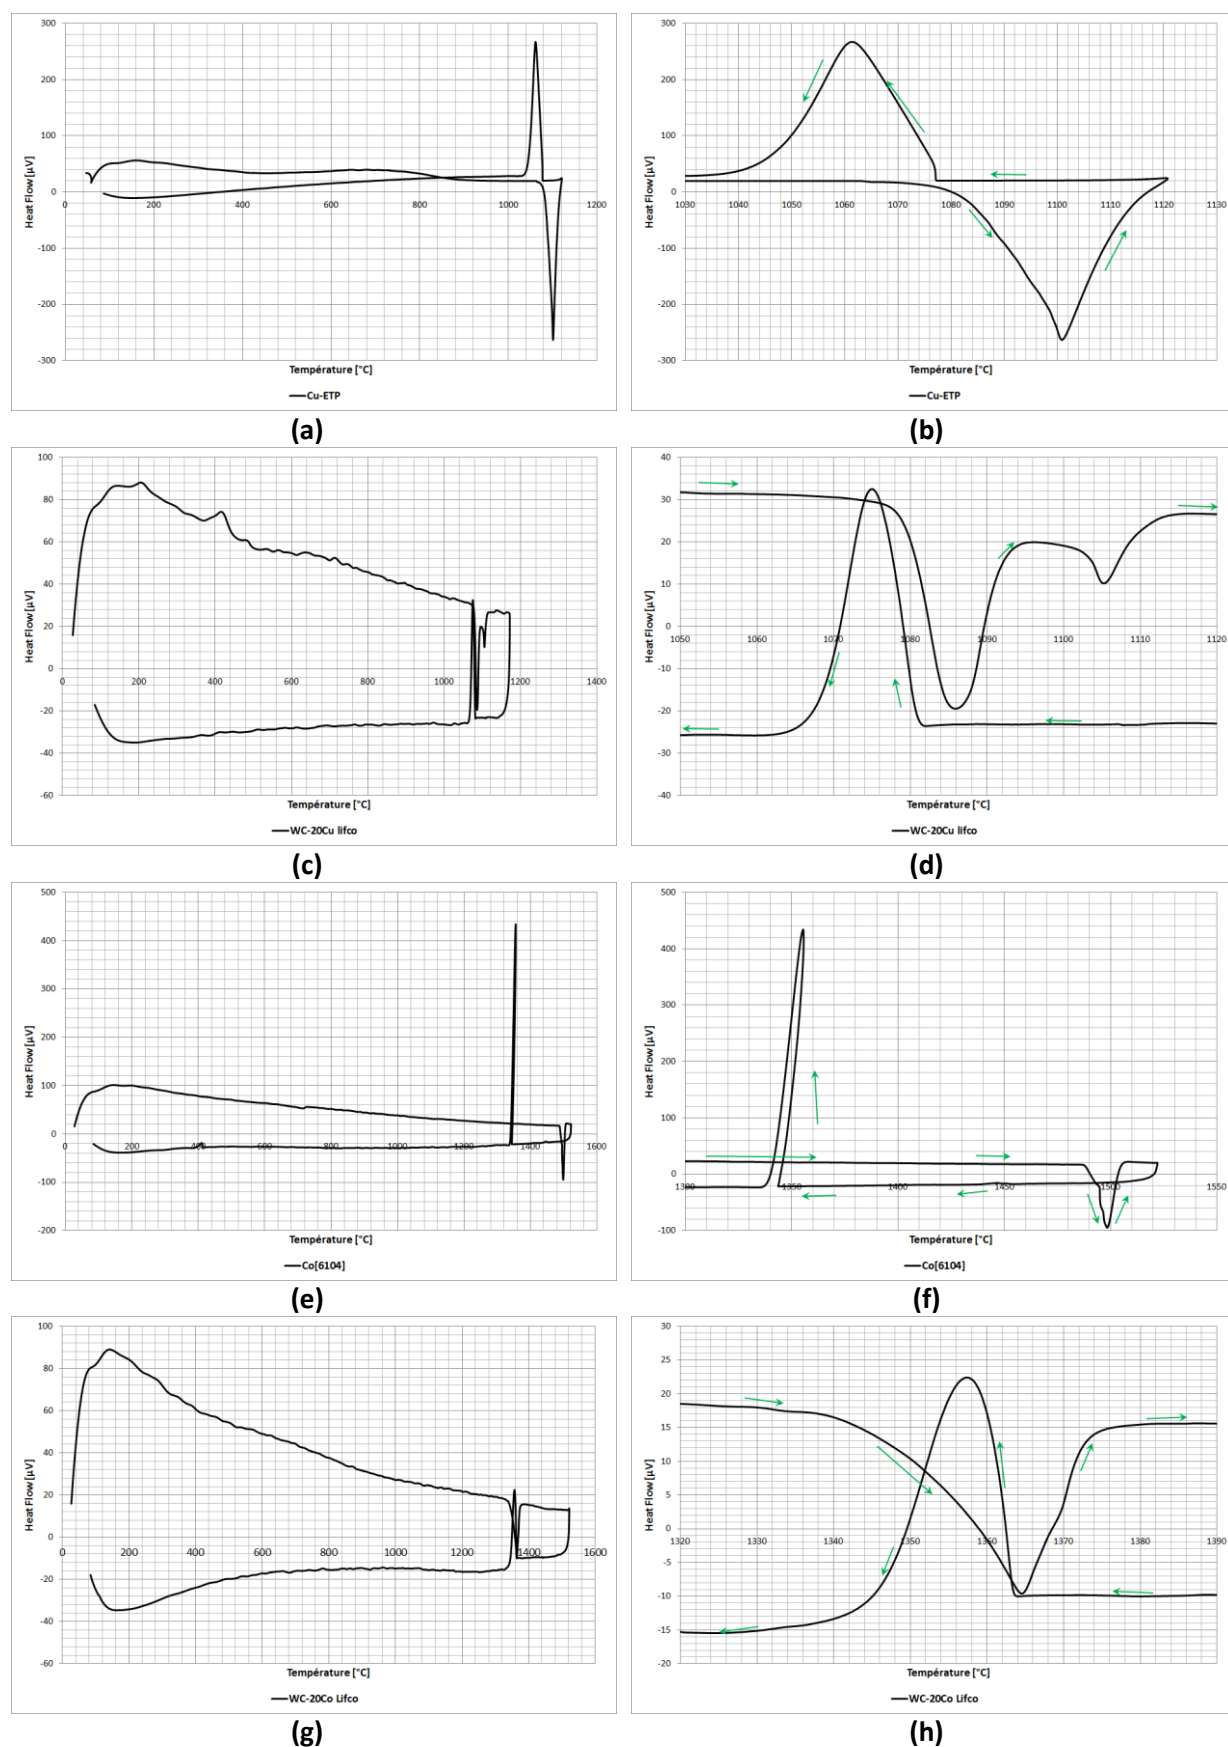 300
200
100
0
-100
-200
-300
0 200 400 600 800 1000 1200
Heat Flow [µV]
Température [°C]
Cu-ETP
(a)
300
200
100
0
-100
-200
-300
1030 1040 1050 1060 1070 1080 1090 1100 1110 1120 1130
Heat Flow [µV]
Température [°C]
Cu-ETP
(b)
100
80
60
40
20
0
-20
-40
-60
0 200 400 600 800 1000 1200 1400
Heat Flow [µV]
Température [°C]
WC-20Cu lifco
(c)
40
30
20
10
0
-10
-20
-30
-40
1050 1060 1070 1080 1090 1100 1110 1120
Heat Flow [µV]
Température [°C]
WC-20Cu lifco
(d)
500
400
300
200
100
0
-100
-200
0 200 400 600 800 1000 1200 1400 1600
Heat Flow [µV]
Température [°C]
Co[6104]
(e)
500
400
300
200
100
0
-100
1300 1350 1400 1450 1500 1550
Heat Flow [µV]
Température [°C]
Co[6104]
(f)
100
80
60
40
20
0
-20
-40
-60
0 200 400 600 800 1000 1200 1400 1600
Heat Flow [µV]
Température [°C]
WC-20Co Lifco
(g)
30
25
20
15
10
5
0
-5
-10
-15
-20
1320 1330 1340 1350 1360 1370 1380 1390
Heat Flow [µV]
Température [°C]
WC-20Co Lifco
(h)